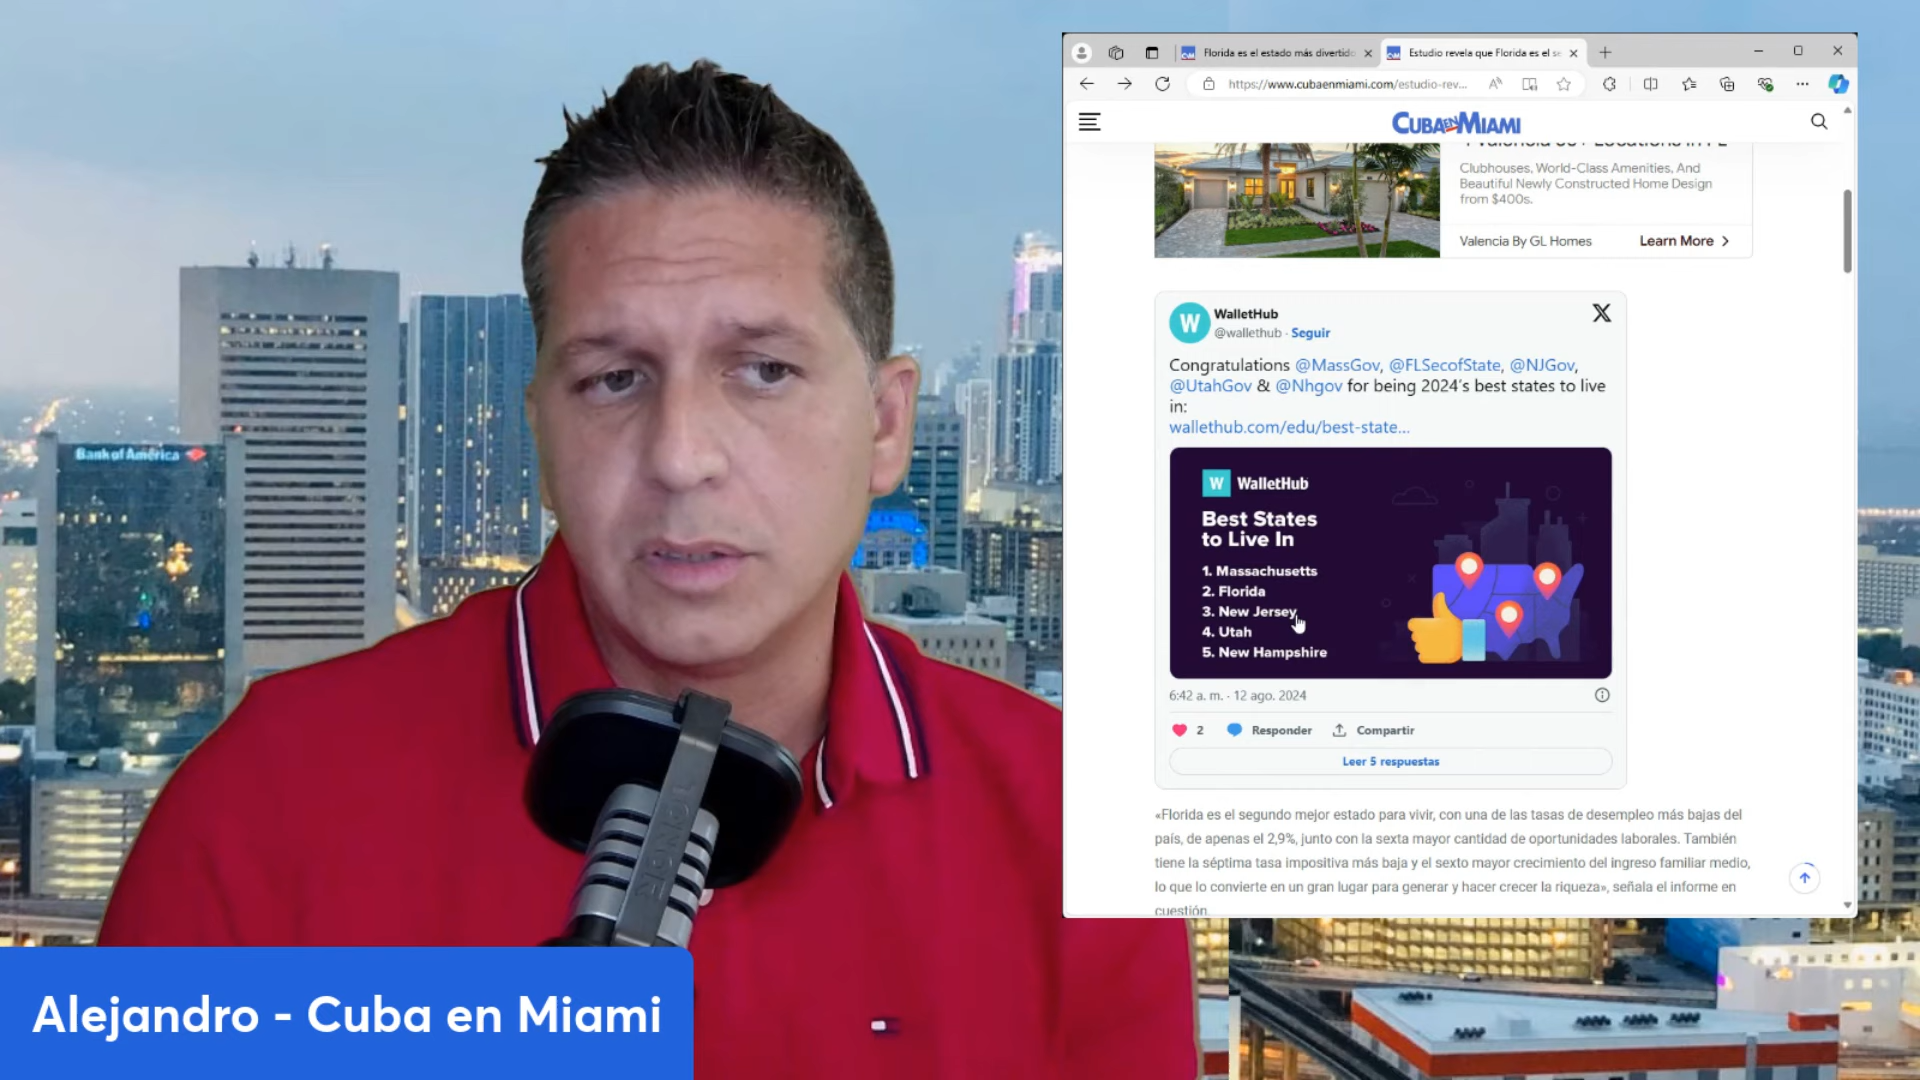 Florida es el estado más divertido
Estudio revela que Florida es el se
https://www.cubaenmiami.com/estudio-rev...
CUBA EN MIAMI
Clubhouses, World-Class Amenities, And
Beautiful Newly Constructed Home Design
from $400s.
Valencia By GL Homes
Learn More
W
WalletHub
@wallethub · Seguir
X
Congratulations @MassGov, @FLSecofState, @NJGov,
@UtahGov & @Nhgov for being 2024's best states to live
in:
wallethub.com/edu/best-state...
W WalletHub
Best States
to Live In
1. Massachusetts
2. Florida
3. New Jersey
4. Utah
5. New Hampshire
6:42 a. m. · 12 ago. 2024
2 Responder Compartir
Leer 5 respuestas
«Florida es el segundo mejor estado para vivir, con una de las tasas de desempleo más bajas del
país, de apenas el 2,9%, junto con la sexta mayor cantidad de oportunidades laborales. También
tiene la séptima tasa impositiva más baja y el sexto mayor crecimiento del ingreso familiar medio,
lo que lo convierte en un gran lugar para generar y hacer crecer la riqueza», señala el informe en
cuestión.
Bank of America
Alejandro - Cuba en Miami